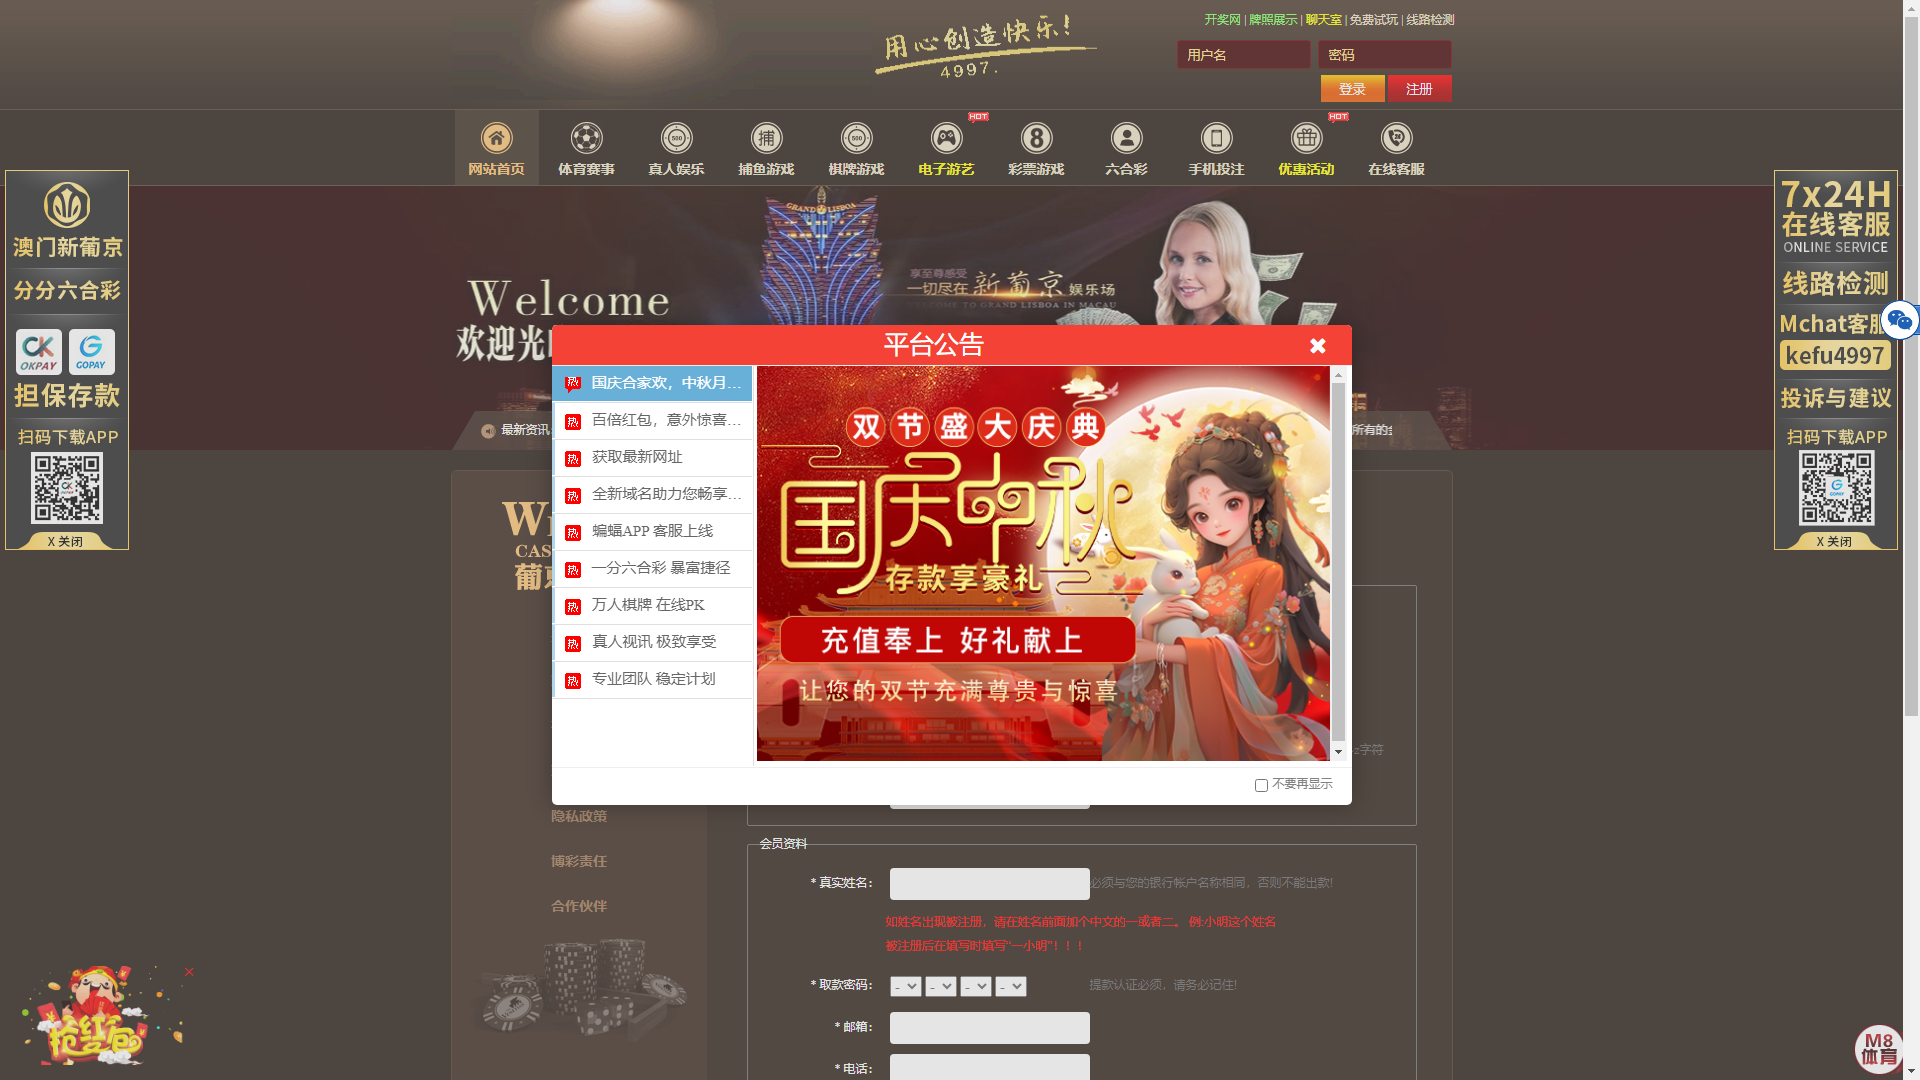 用心创造快乐!
4997.
开奖网 | 牌照展示 | 聊天室 | 免费试玩 | 线路检测
用户名
密码
登录
注册
网站首页
体育赛事
真人娱乐
捕鱼游戏
棋牌游戏
HOT
电子游艺
彩票游戏
六合彩
手机投注
HOT
优惠活动
在线客服
澳门新葡京
分分六合彩
OKPAY
GOPAY
担保存款
扫码下载APP
X 关闭
7x24H
在线客服
ONLINE SERVICE
线路检测
Mchat客服
kefu4997
投诉与建议
扫码下载APP
X 关闭
GRAND LISBOA
享至尊感受
一切尽在 新葡京 娱乐场
WELCOME TO GRAND LISBOA IN MACAU
Welcome
欢迎光
最新资讯
所有的
平台公告
国庆合家欢，中秋月...
百倍红包，意外惊喜...
获取最新网址
全新域名助力您畅享...
蝙蝠APP 客服上线
一分六合彩 暴富捷径
万人棋牌 在线PK
真人视讯 极致享受
专业团队 稳定计划
双节盛大庆典
国庆中秋
存款享豪礼
充值奉上 好礼献上
让您的双节充满尊贵与惊喜
不要再显示
CAS
葡
z字符
隐私政策
博彩责任
合作伙伴
会员资料
* 真实姓名：
必须与您的银行帐户名称相同，否则不能出款!
如姓名出现被注册，请在姓名前面加个中文的一或者二。 例:小明这个姓名
被注册后在填写时填写“一小明”！！！
* 取款密码：
- - - -
提款认证必须，请务必记住!
* 邮箱：
* 电话：
抢红包
M8
体育